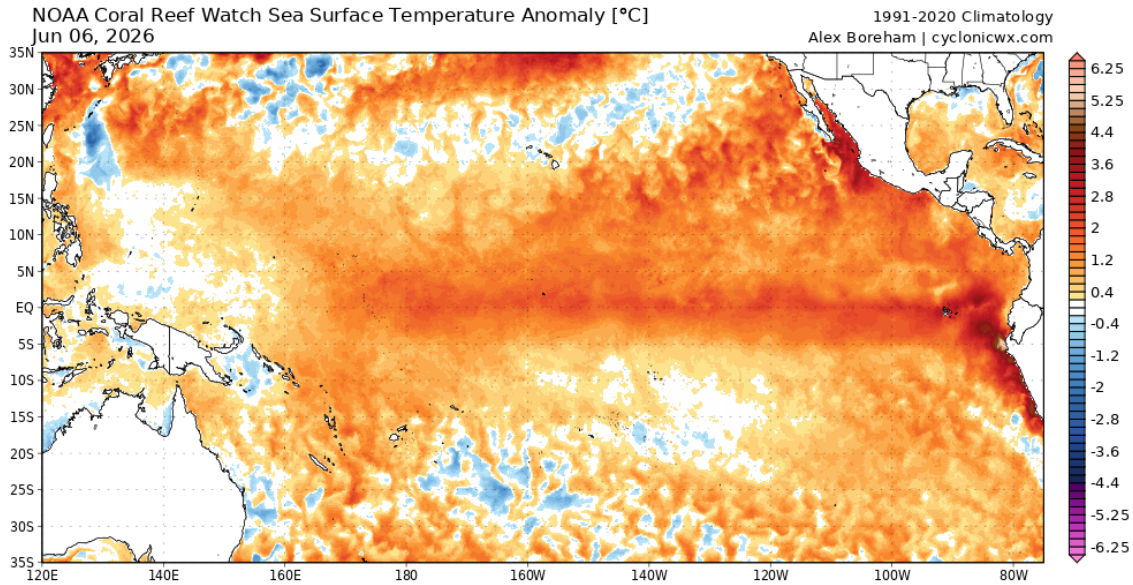 NOAA Coral Reef Watch Sea Surface Temperature Anomaly [°C]
Jun 06, 2026
1991-2020 Climatology
Alex Boreham | cyclonicwx.com
35N
30N
25N
20N
15N
10N
5N
EQ
5S
10S
15S
20S
25S
30S
35S
120E 140E 160E 180 160W 140W 120W 100W 80W
6.25
5.25
4.4
3.6
2.8
2
1.2
0.4
-0.4
-1.2
-2
-2.8
-3.6
-4.4
-5.25
-6.25